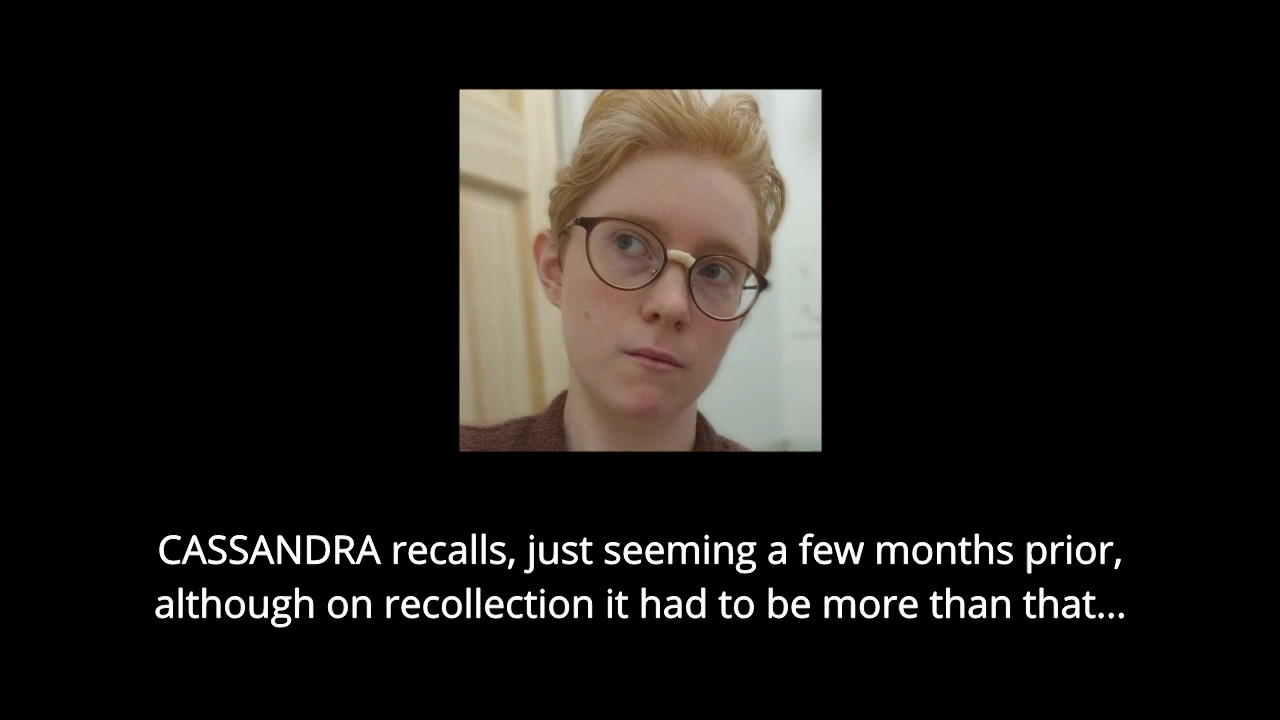 CASSANDRA recalls, just seeming a few months prior,
although on recollection it had to be more than that...